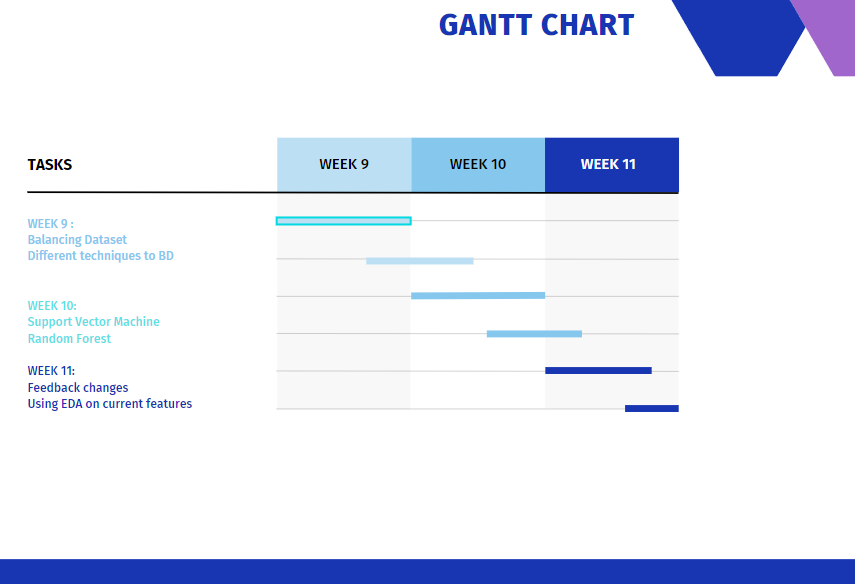 GANTT CHART
TASKS
WEEK 9
WEEK 10
WEEK 11
WEEK 9 :
Balancing Dataset
Different techniques to BD
WEEK 10:
Support Vector Machine
Random Forest
WEEK 11:
Feedback changes
Using EDA on current features